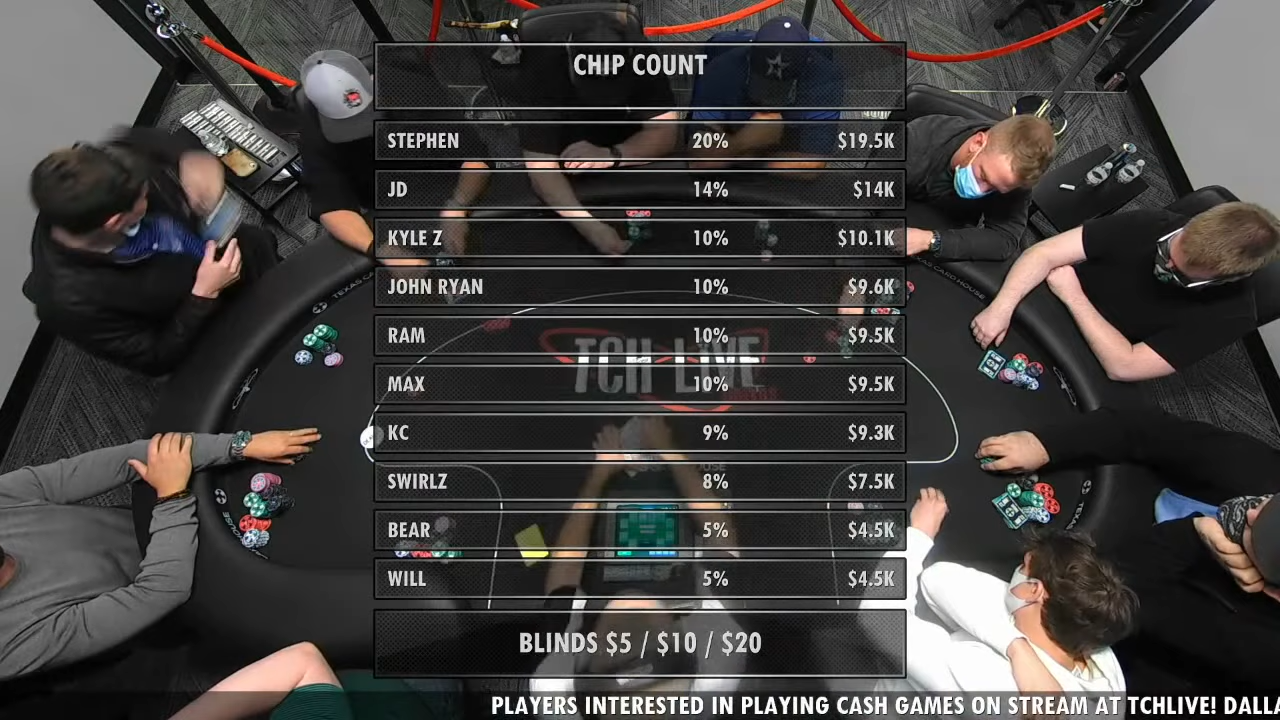 CHIP COUNT
STEPHEN 20% $19.5K
JD 14% $14K
KYLE Z 10% $10.1K
JOHN RYAN 10% $9.6K
RAM 10% $9.5K
MAX 10% $9.5K
KC 9% $9.3K
SWIRLZ 8% $7.5K
BEAR 5% $4.5K
WILL 5% $4.5K
BLINDS $5 / $10 / $20
PLAYERS INTERESTED IN PLAYING CASH GAMES ON STREAM AT TCHLIVE! DALLA
TCH LIVE
TEXAS CARD HOUSE